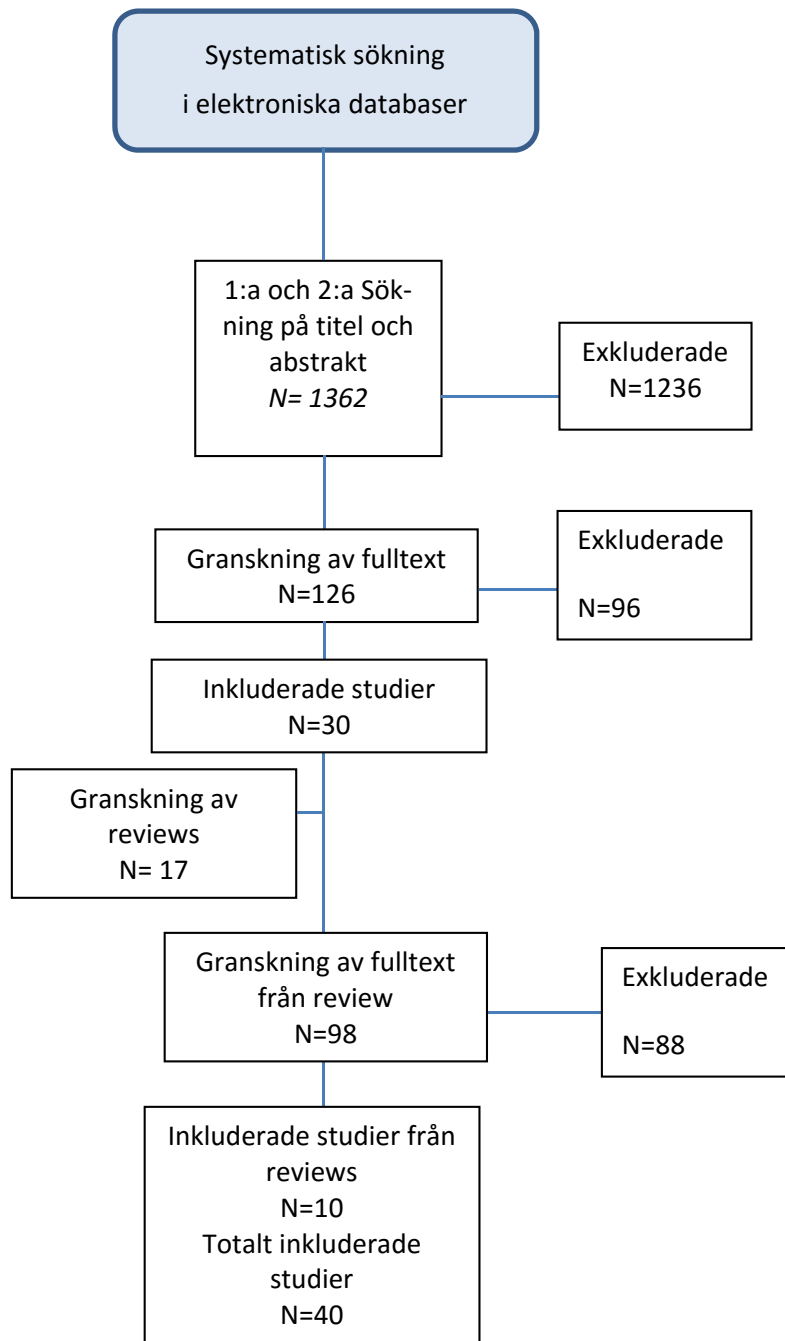 Systematisk sökning
i elektroniska databaser
1:a och 2:a Sök-
ning på titel och
abstrakt
N= 1362
Exkluderade
N=1236
Granskning av fulltext
N=126
Exkluderade
N=96
Inkluderade studier
N=30
Granskning av
reviews
N= 17
Granskning av fulltext
från review
N=98
Exkluderade
N=88
Inkluderade studier från
reviews
N=10
Totalt inkluderade
studier
N=40